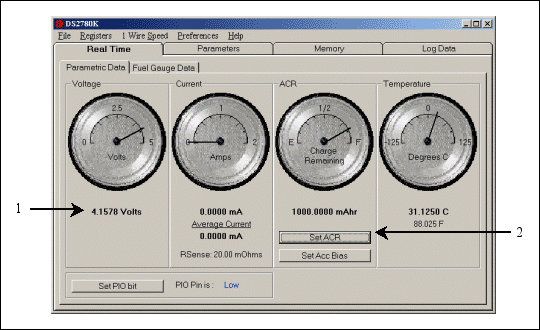 DS2780K
File Registers 1 Wire Speed Preferences Help
Real Time Parameters Memory Log Data
Parametric Data Fuel Gauge Data
Voltage Current ACR Temperature
2.5 1 1/2 0
0 5 0 2 E F -125 125
Volts Amps Charge Remaining Degrees C
1 4.1578 Volts 0.0000 mA 1000.0000 mAhr 31.1250 C
Average Current 88.025 F
0.0000 mA Set ACR 2
RSense: 20.00 mOhms Set Acc Bias
Set PIO bit PIO Pin is : Low